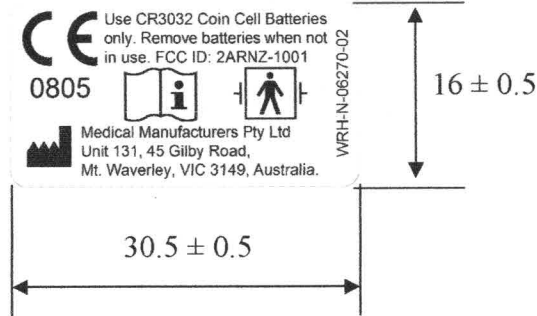 CE
0805
Use CR3032 Coin Cell Batteries
only. Remove batteries when not
in use. FCC ID: 2ARNZ-1001
i
WRH-N-06270-02
Medical Manufacturers Pty Ltd
Unit 131, 45 Gilby Road,
Mt. Waverley, VIC 3149, Australia.
16 ± 0.5
30.5 ± 0.5